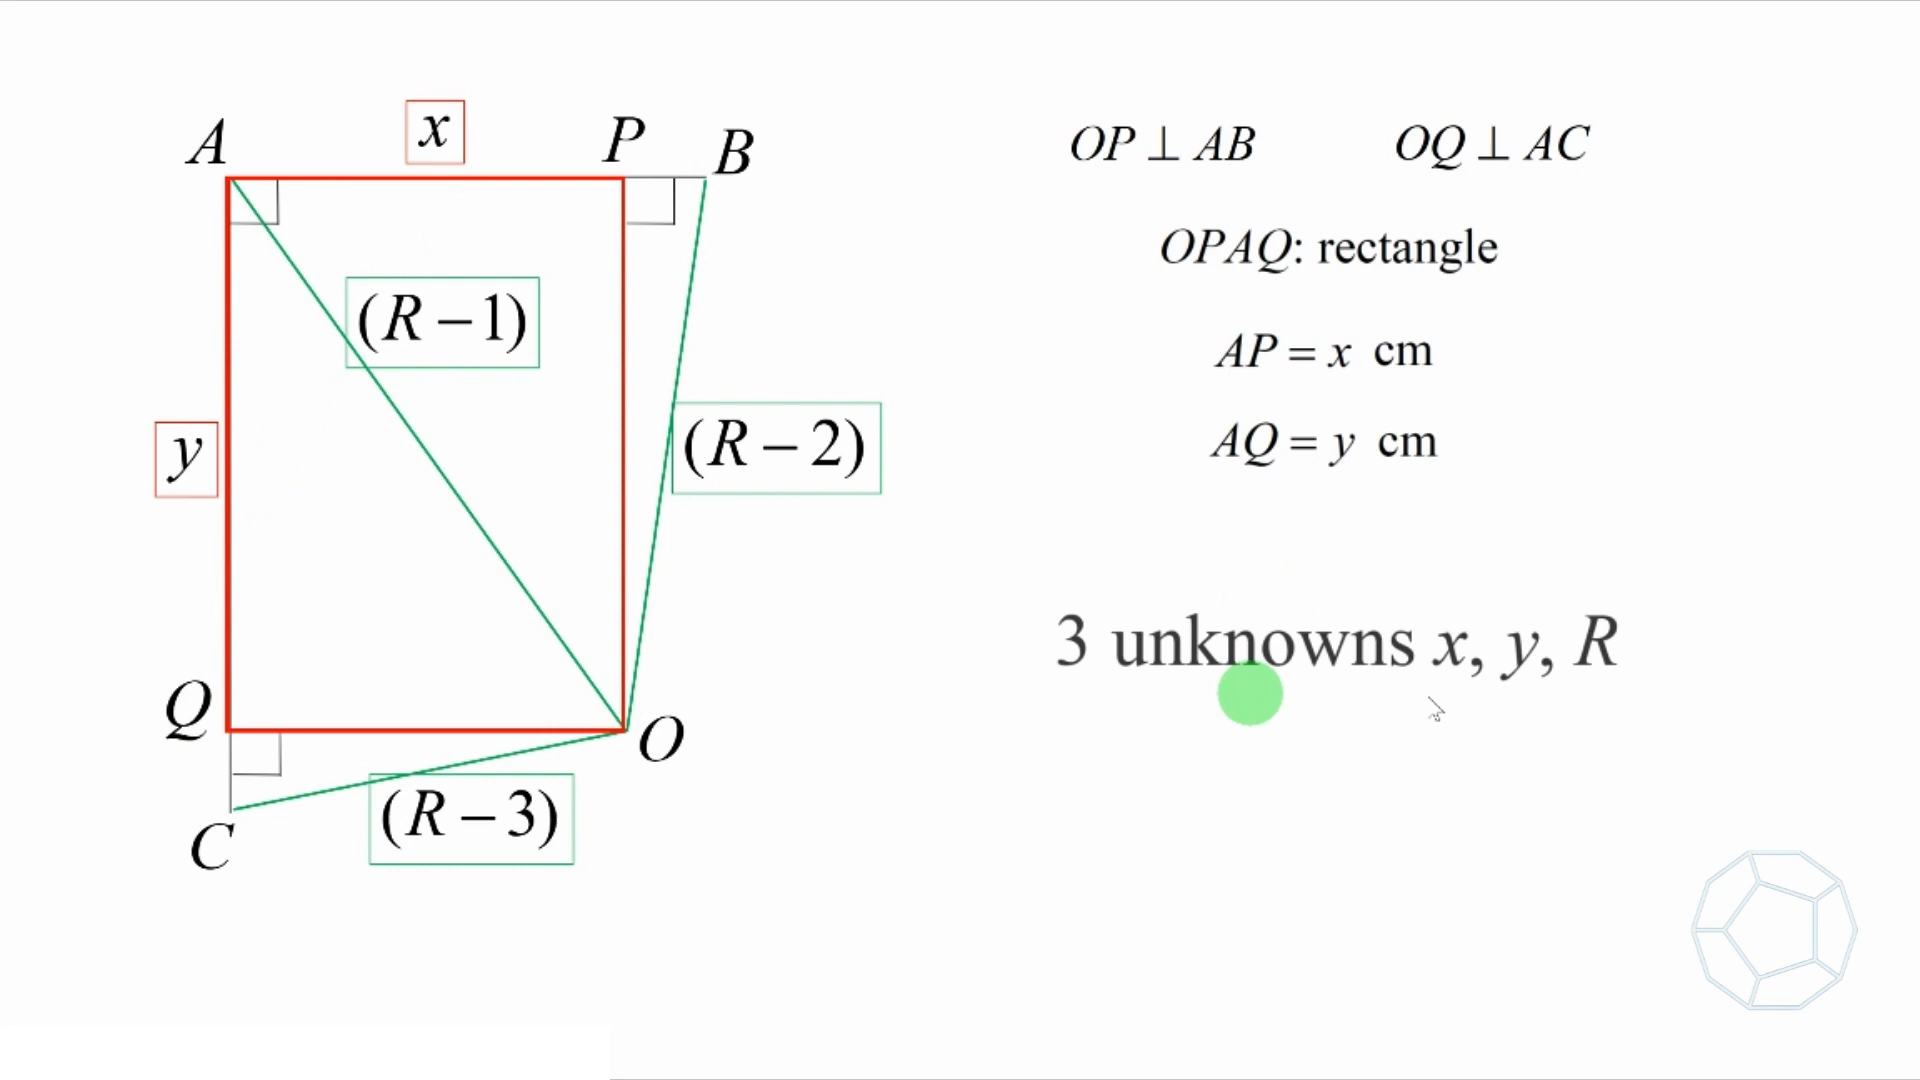 x
A
P
B
OP ⊥ AB
OQ ⊥ AC
OPAQ: rectangle
(R − 1)
AP = x cm
y
(R − 2)
AQ = y cm
3 unknowns x, y, R
Q
O
(R − 3)
C